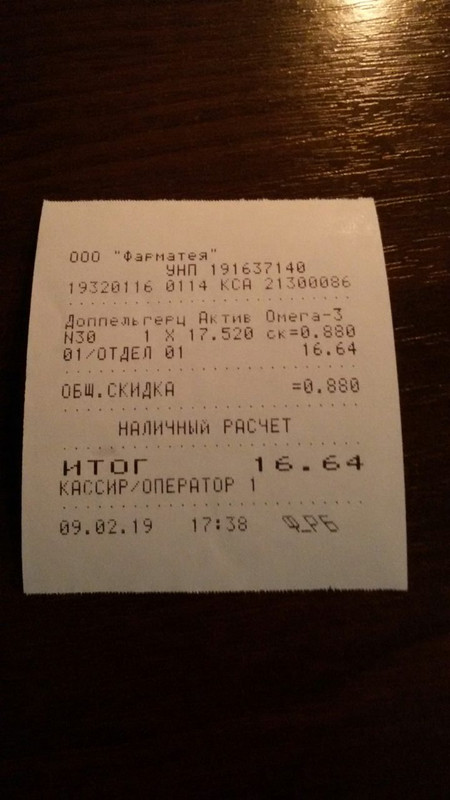 ООО "Фарматея"
УНП 191637140
19320116 0114 КСА 21300086
Доппельгерц Актив Омега-3
N30 1 X 17.520 ск=0.880
01/ОТДЕЛ 01 16.64
ОБЩ.СКИДКА =0.880
НАЛИЧНЫЙ РАСЧЕТ
ИТОГ 16.64
КАССИР/ОПЕРАТОР 1
09.02.19 17:38 Ф_РБ